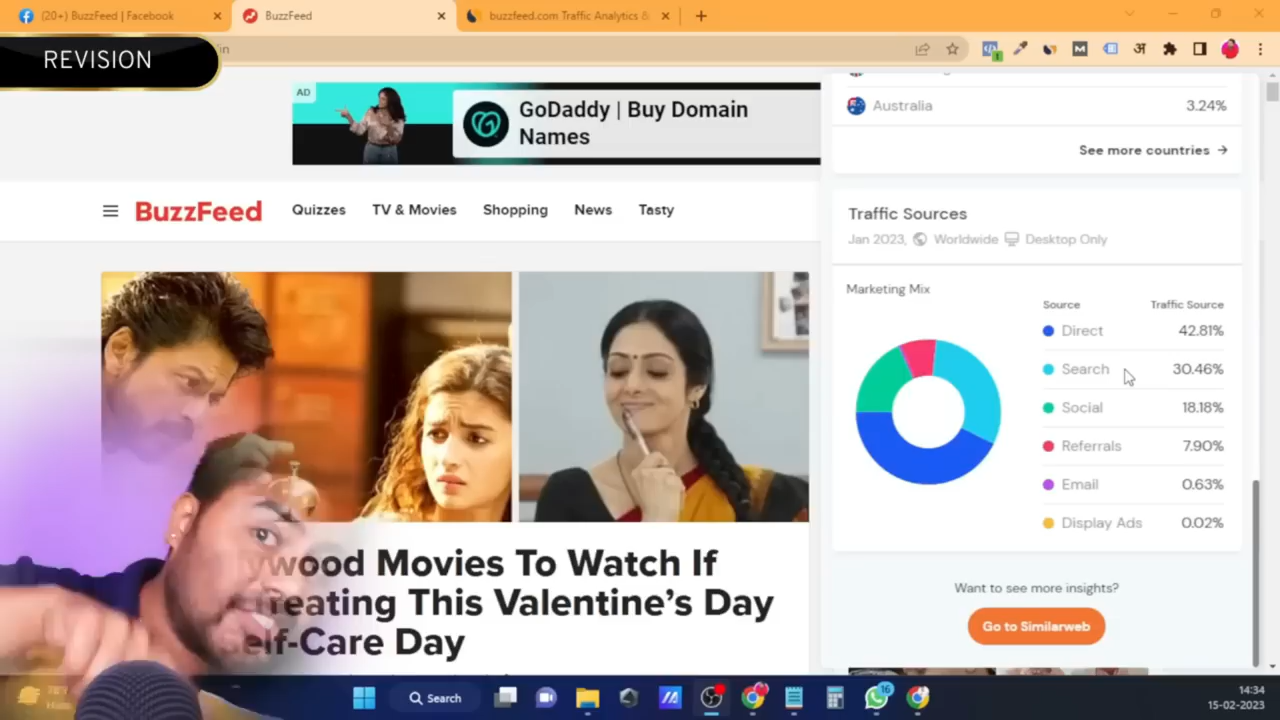 (20+) BuzzFeed | Facebook
BuzzFeed
buzzfeed.com Traffic Analytics &
REVISION
in
AD
GoDaddy | Buy Domain
Names
BuzzFeed
Quizzes
TV & Movies
Shopping
News
Tasty
Australia
3.24%
See more countries →
Traffic Sources
Jan 2023, Worldwide Desktop Only
Marketing Mix
Source Traffic Source
Direct 42.81%
Search 30.46%
Social 18.18%
Referrals 7.90%
Email 0.63%
Display Ads 0.02%
Want to see more insights?
Go to Similarweb
ywood Movies To Watch If
reating This Valentine's Day
elf-Care Day
Search
16
14:34
15-02-2023